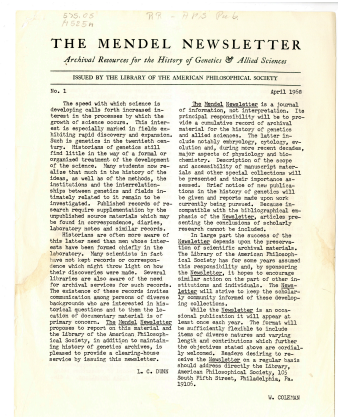 THE MENDEL NEWSLETTER
Archival Resources for the History of Genetics & Allied Sciences
ISSUED BY THE LIBRARY OF THE AMERICAN PHILOSOPHICAL SOCIETY
No. 1
April 1968
The speed with which science is
developing calls forth increased in-
terest in the processes by which the
growth of science occurs. This inter-
est is especially marked in fields ex-
hibiting rapid discovery and expansion.
Such is genetics in the twentieth cen-
tury. Historians of genetics still
find little in the way of a formal or
organised treatment of the development
of the science. Many students now re-
alize that much in the history of the
ideas, as well as of the methods, the
institutions and the interrelation-
ships between genetics and fields in-
timately related to it remain to be
investigated. Published records of re-
search require supplementation from
unpublished source materials which may
be found in correspondence, diaries,
laboratory notes and similar records.
Historians are often more aware of
this latter need than men whose inter-
ests have been formed chiefly in the
laboratory. Many scientists in fact
have not kept records or correspon-
dence which might throw light on how
their discoveries were made. Several
libraries are also aware of the need
for archival services for such records.
The existence of these records invites
communication among persons of diverse
backgrounds who are interested in his-
torical questions and to them the lo-
cation of documentary material is of
primary concern. The Mendel Newsletter
proposes to report on this material and
the Library of the American Philosoph-
ical Society, in addition to maintain-
ing history of genetics archives, is
pleased to provide a clearing-house
service by issuing this newsletter.
L. C. DUNN
The Mendel Newsletter is a journal
of information, not interpretation. Its
principal responsibility will be to pro-
vide a cumulative record of archival
material for the history of genetics
and allied sciences. The latter in-
clude notably embryology, cytology, ev-
olution and, during more recent decades,
major aspects of physiology and bio-
chemistry. Description of the scope
and accessibility of manuscript mater-
ials and other special collections will
be presented and their importance as-
sessed. Brief notice of new publica-
tions in the history of genetics will
be given and reports made upon work
currently being pursued. Because in-
compatible with the bibliographical em-
phasis of the Newsletter, articles pre-
senting the conclusions of scholarly
research cannot be included.
In large part the success of the
Newsletter depends upon the preserva-
tion of scientific archival materials.
The Library of the American Philosoph-
ical Society has for some years assumed
this responsibility and, by sponsoring
the Newsletter, it hopes to encourage
similar action on the part of other in-
stitutions and individuals. The News-
letter will strive to keep the scholar-
ly community informed of these develop-
ing collections.
While the Newsletter is an occa-
sional publication it will appear at
least once each year. The format will
be sufficiently flexible to include
items of diverse natures and varying
length and contributions which further
the objectives stated above are cordial-
ly welcomed. Readers desiring to re-
ceive the Newsletter on a regular basis
should address directly the Library,
American Philosophical Society, 105
South Fifth Street, Philadelphia, Pa.
19106.
W. COLEMAN